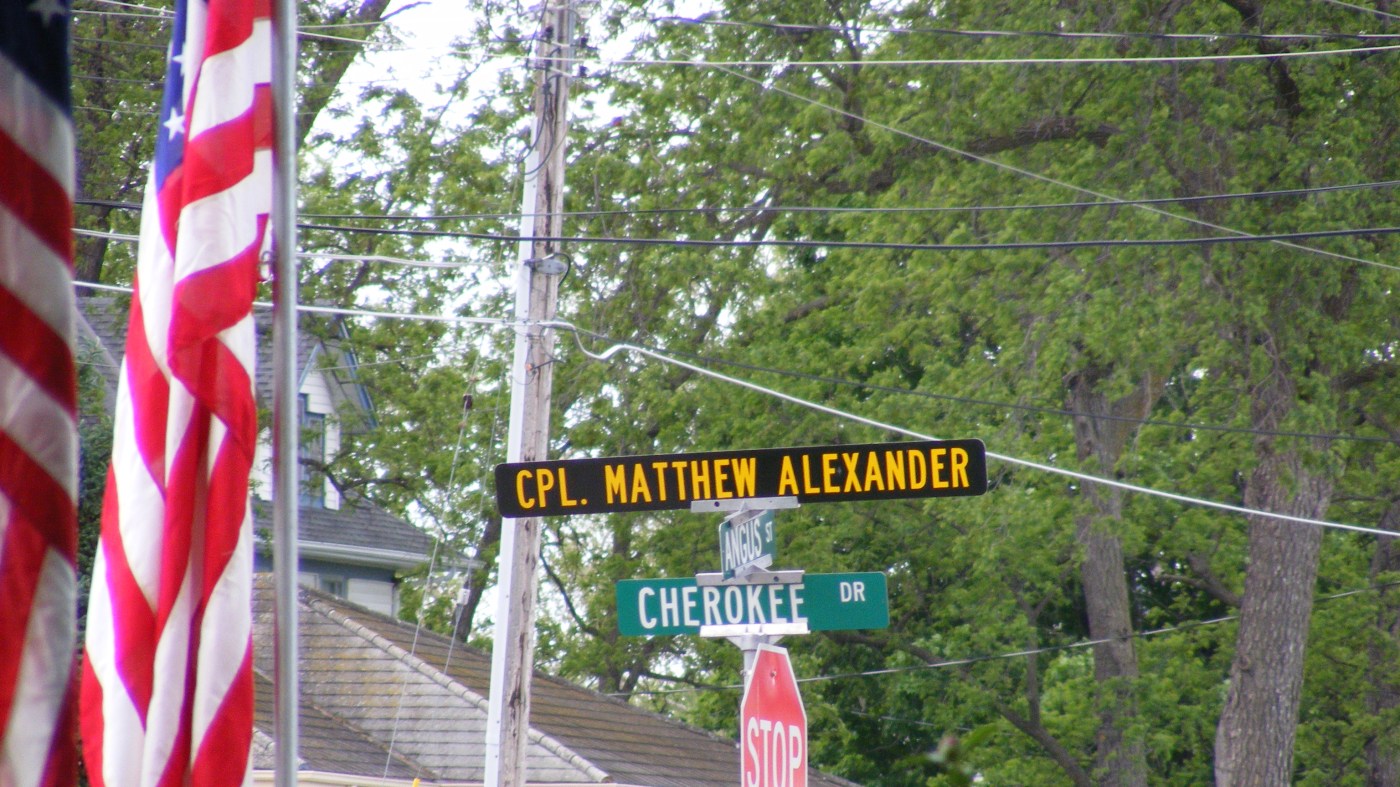 CPL. MATTHEW ALEXANDER
ANGUS ST
CHEROKEE DR
STOP